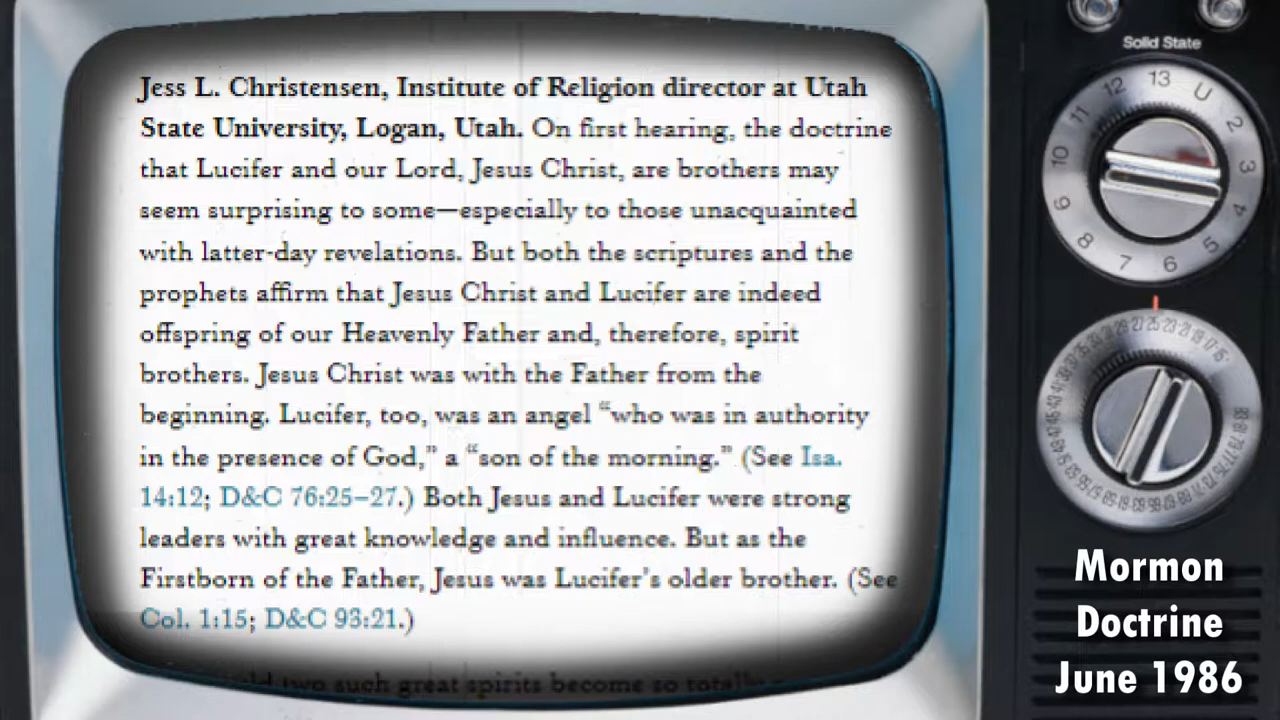 Jess L. Christensen, Institute of Religion director at Utah
State University, Logan, Utah. On first hearing, the doctrine
that Lucifer and our Lord, Jesus Christ, are brothers may
seem surprising to some—especially to those unacquainted
with latter-day revelations. But both the scriptures and the
prophets affirm that Jesus Christ and Lucifer are indeed
offspring of our Heavenly Father and, therefore, spirit
brothers. Jesus Christ was with the Father from the
beginning. Lucifer, too, was an angel “who was in authority
in the presence of God,” a “son of the morning.” (See Isa.
14:12; D&C 76:25–27.) Both Jesus and Lucifer were strong
leaders with great knowledge and influence. But as the
Firstborn of the Father, Jesus was Lucifer’s older brother. (See
Col. 1:15; D&C 93:21.)
two such great spirits become so
Solid State
13
U
2
3
4
5
6
7
8
9
10
11
12
Mormon
Doctrine
June 1986